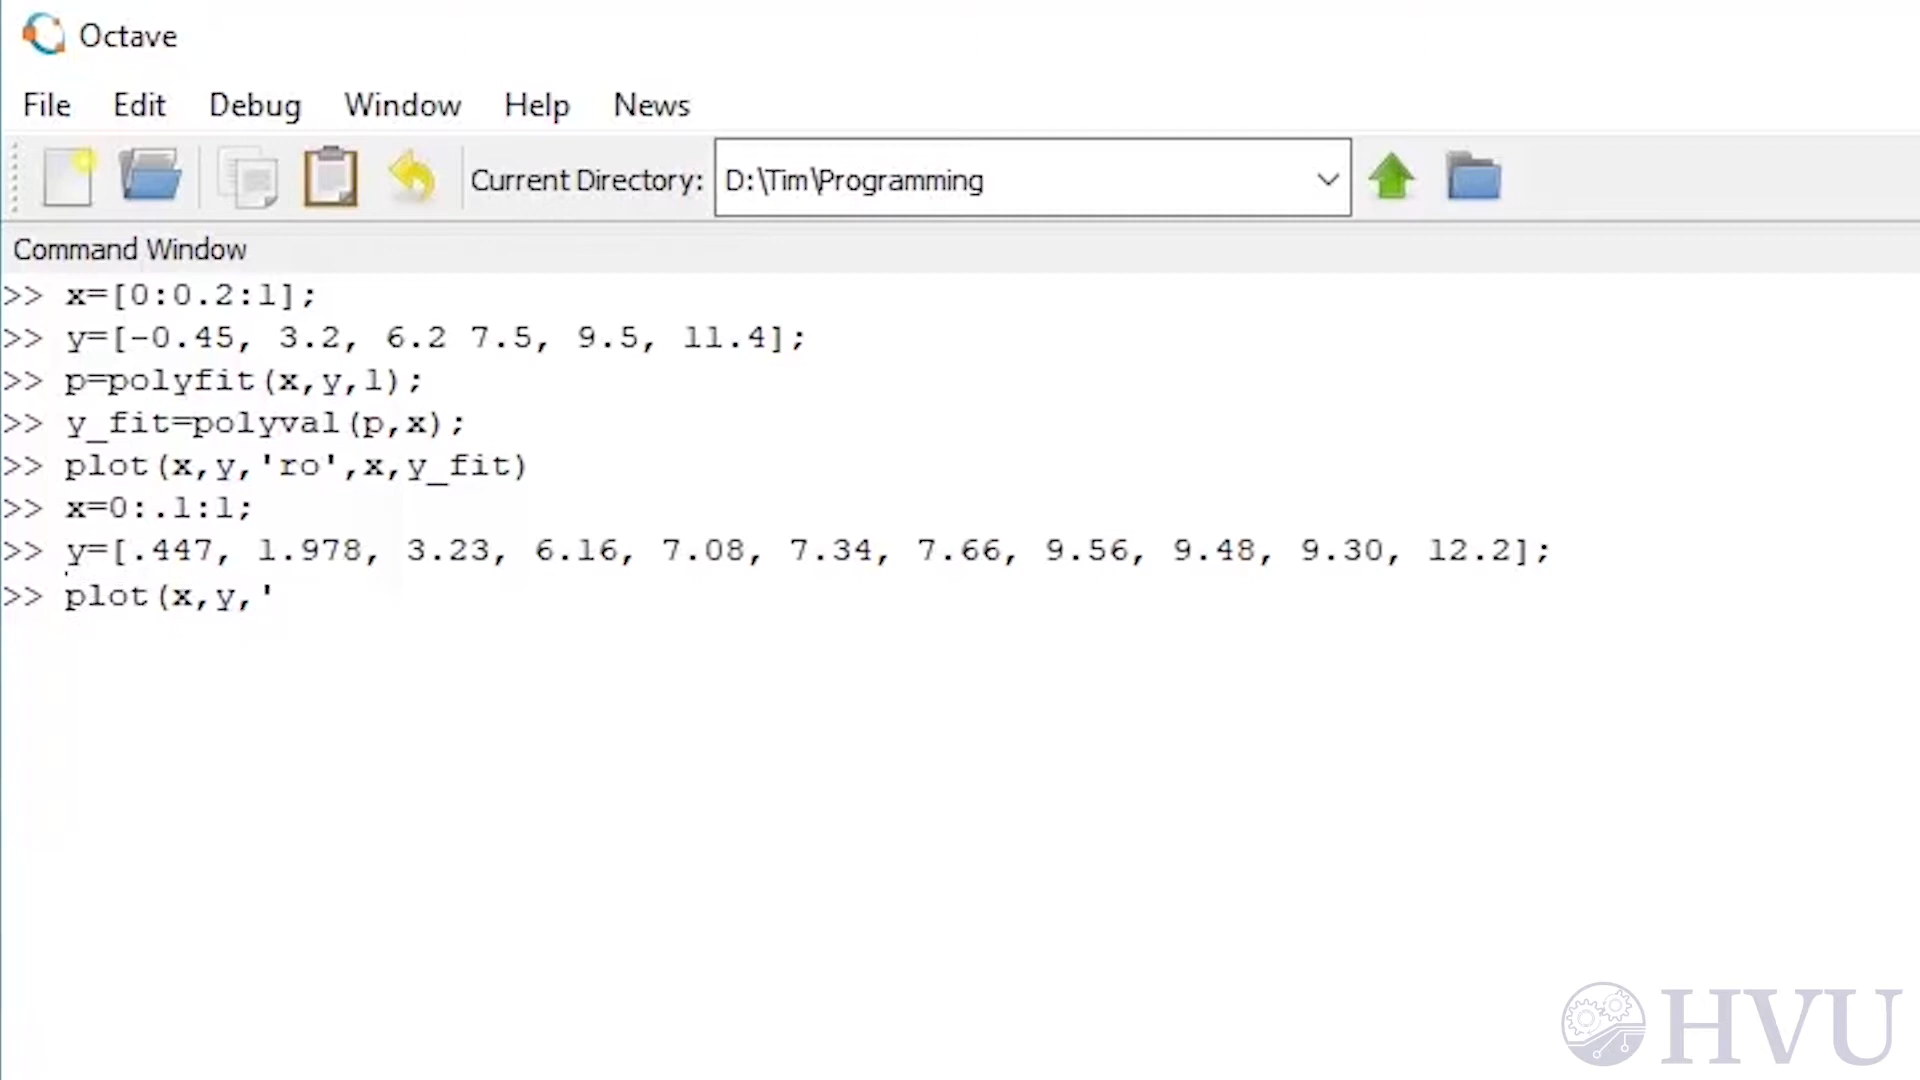 Octave
File Edit Debug Window Help News
Current Directory: D:\Tim\Programming
Command Window
>> x=[0:0.2:1];
>> y=[-0.45, 3.2, 6.2 7.5, 9.5, 11.4];
>> p=polyfit(x,y,1);
>> y_fit=polyval(p,x);
>> plot(x,y,'ro',x,y_fit)
>> x=0:.1:1;
>> y=[.447, 1.978, 3.23, 6.16, 7.08, 7.34, 7.66, 9.56, 9.48, 9.30, 12.2];
>> plot(x,y,'
HVU